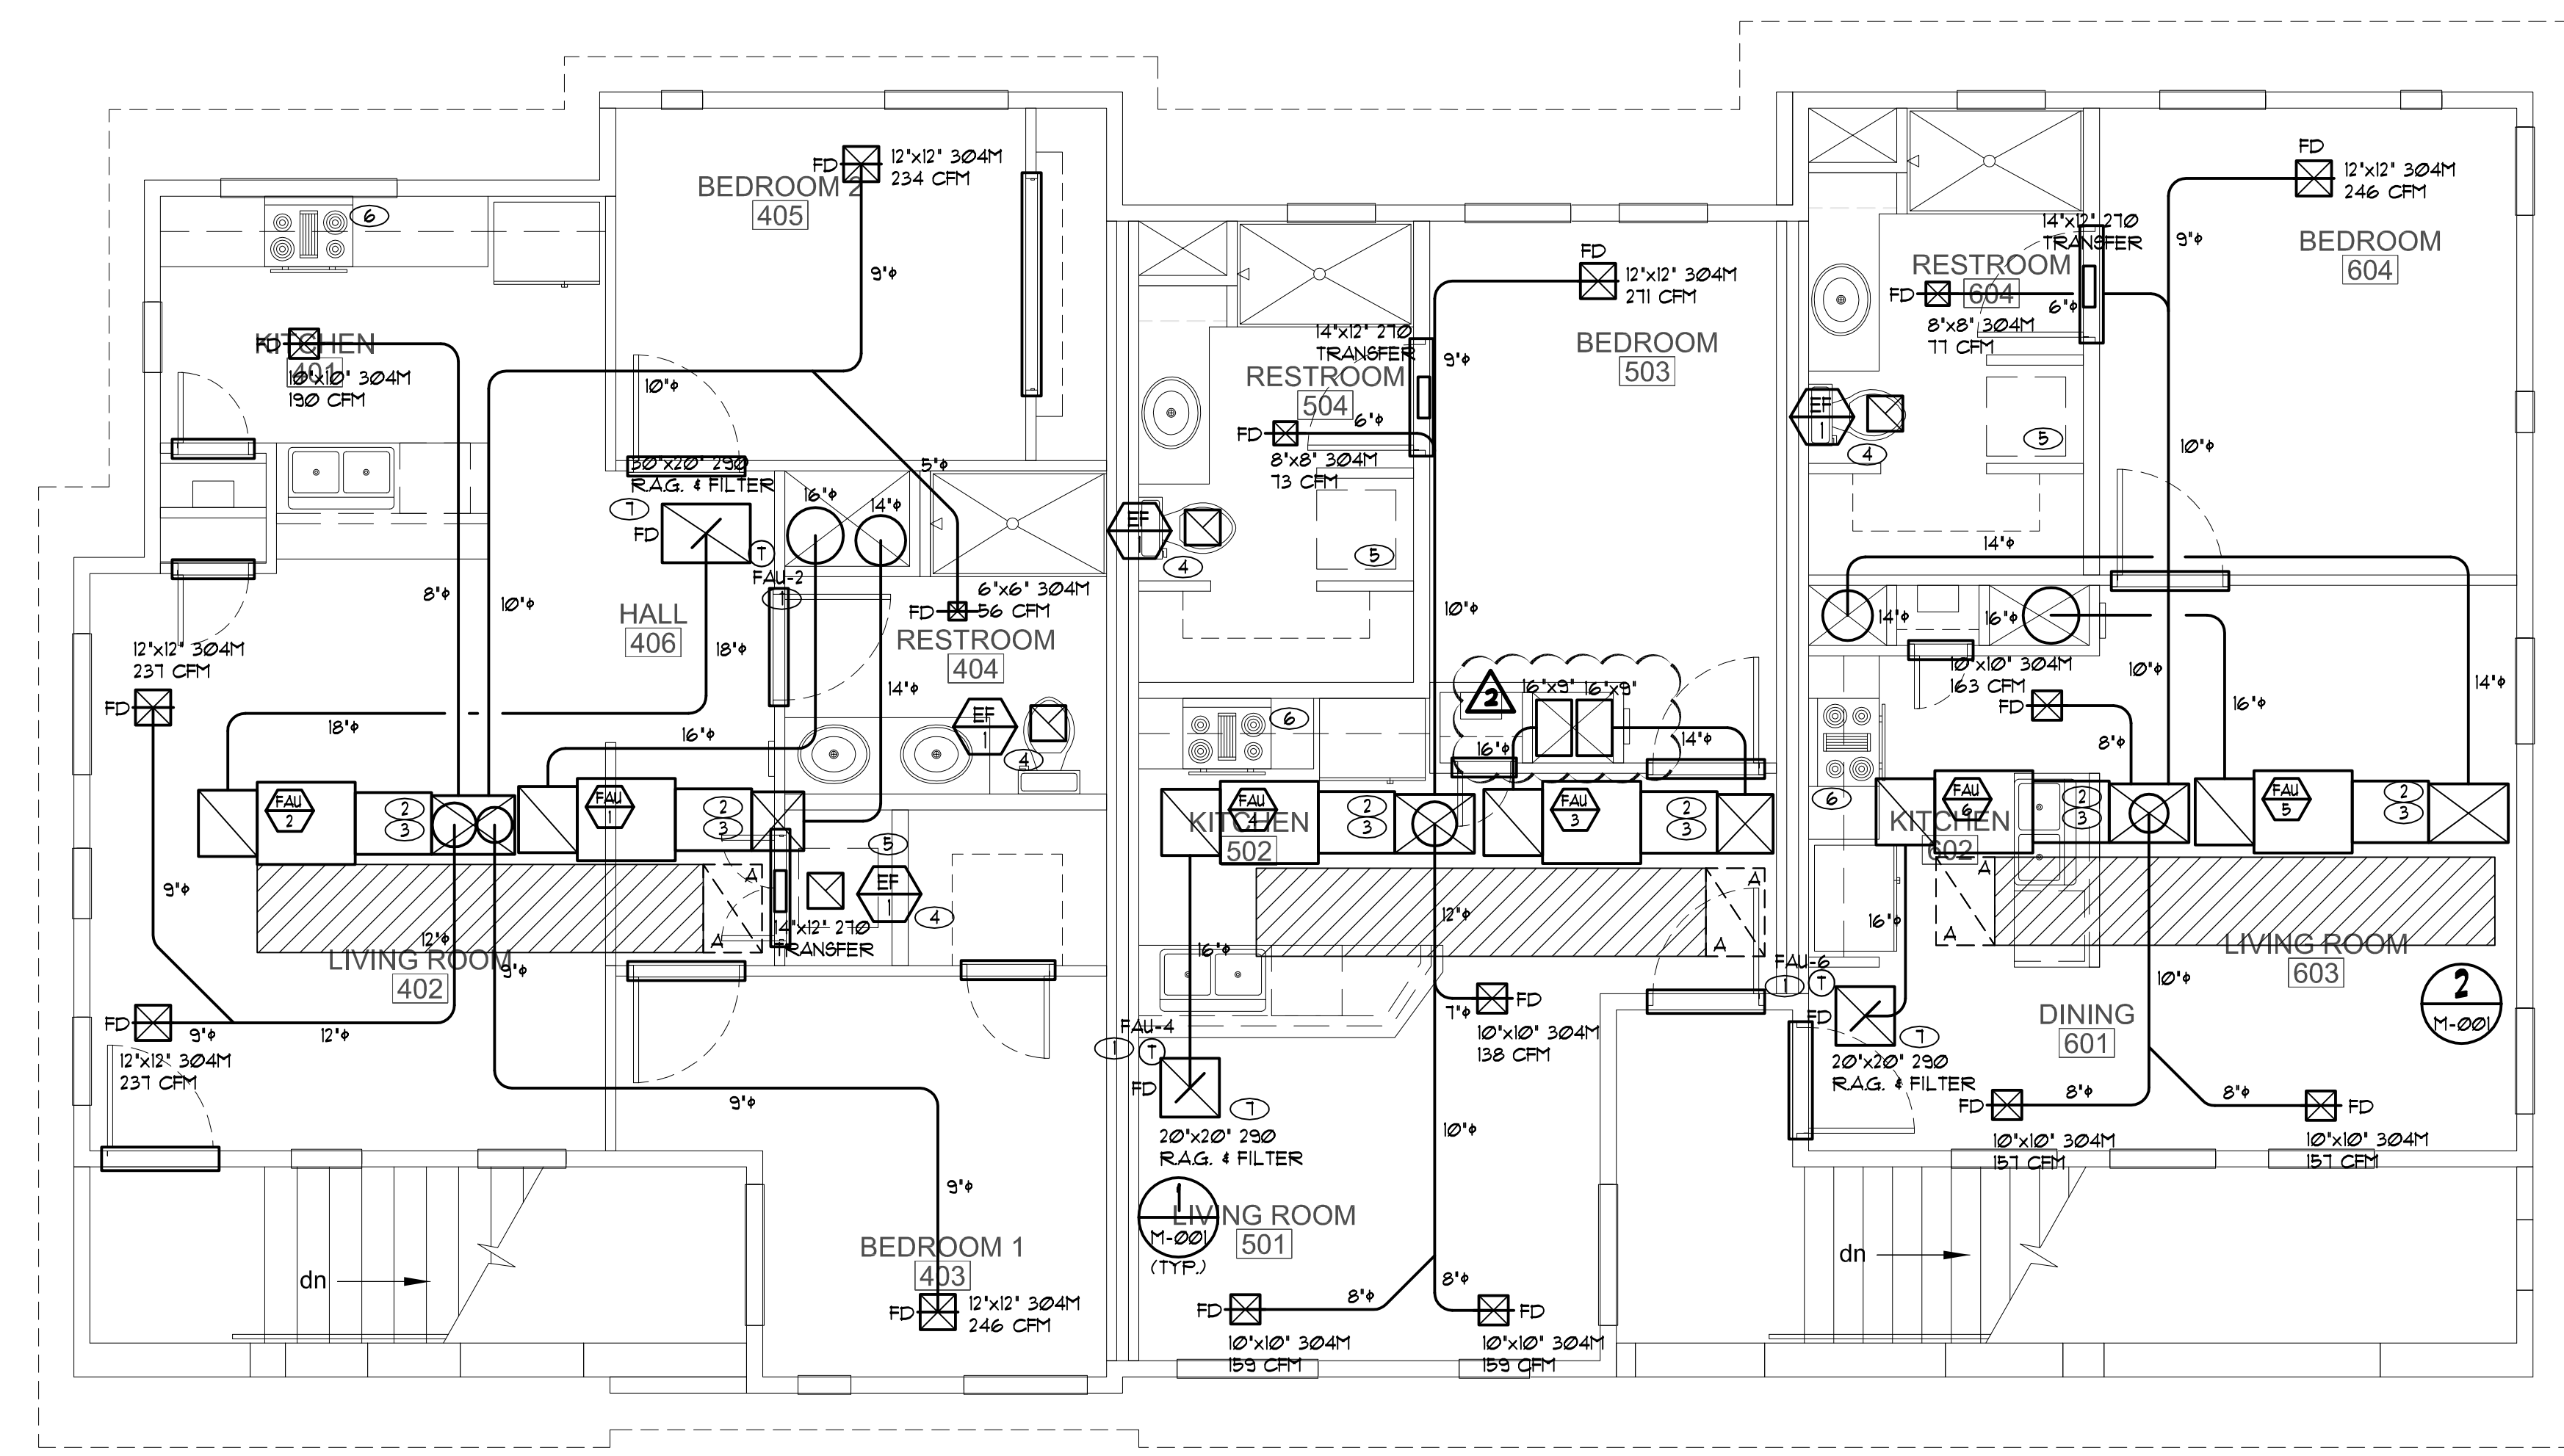 FD
12"x12" 304M
234 CFM
BEDROOM 2
405
9"ϕ
6
KITCHEN
401
FD
10"x10" 304M
190 CFM
10"ϕ
30"x20" 290
R.A.G. & FILTER
7
FD
T
FAU-2
1
16"ϕ
14"ϕ
5"ϕ
6"x6" 304M
FD
56 CFM
8"ϕ
10"ϕ
HALL
406
18"ϕ
RESTROOM
404
14"ϕ
12"x12" 304M
237 CFM
FD
18"ϕ
16"ϕ
EF
1
4
FAU
2
2
3
FAU
1
2
3
5
A
A
EF
1
4
14"x12" 270
TRANSFER
9"ϕ
12"ϕ
9"ϕ
LIVING ROOM
402
FD
9"ϕ
12"ϕ
12"x12" 304M
237 CFM
9"ϕ
9"ϕ
BEDROOM 1
403
FD
12"x12" 304M
246 CFM
dn
FD
12"x12" 304M
271 CFM
14"x12" 270
TRANSFER
9"ϕ
BEDROOM
503
RESTROOM
504
FD
6"ϕ
8"x8" 304M
73 CFM
EF
1
4
5
10"ϕ
2
16"x9"
16"x9"
16"ϕ
14"ϕ
6
FAU
4
2
3
KITCHEN
502
FAU
3
2
3
A
A
12"ϕ
16"ϕ
7"ϕ
FD
10"x10" 304M
138 CFM
FAU-4
1
T
FD
7
20"x20" 290
R.A.G. & FILTER
10"ϕ
1
M-001
(TYP.)
LIVING ROOM
501
8"ϕ
8"ϕ
FD
FD
10"x10" 304M
159 CFM
10"x10" 304M
159 CFM
FD
12"x12" 304M
246 CFM
14"x12" 270
TRANSFER
9"ϕ
BEDROOM
604
RESTROOM
604
FD
6"ϕ
8"x8" 304M
77 CFM
EF
1
4
5
10"ϕ
14"ϕ
14"ϕ
16"ϕ
10"x10" 304M
163 CFM
FD
10"ϕ
8"ϕ
16"ϕ
14"ϕ
6
FAU
6
2
3
KITCHEN
602
FAU
5
2
3
A
A
16"ϕ
LIVING ROOM
603
FAU-6
1
T
FD
7
20"x20" 290
R.A.G. & FILTER
10"ϕ
DINING
601
2
M-001
FD
8"ϕ
8"ϕ
FD
10"x10" 304M
157 CFM
10"x10" 304M
157 CFM
dn